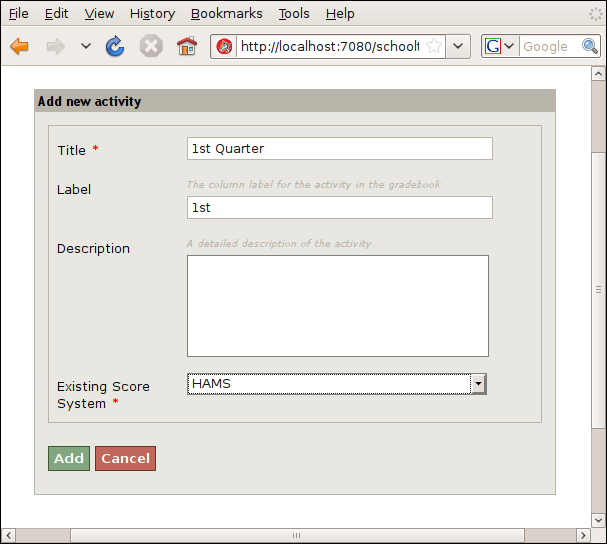 File Edit View History Bookmarks Tools Help
http://localhost:7080/school
G Google
Add new activity
Title *
1st Quarter
Label
The column label for the activity in the gradebook.
1st
Description
A detailed description of the activity.
Existing Score
System *
HAMS
Add Cancel